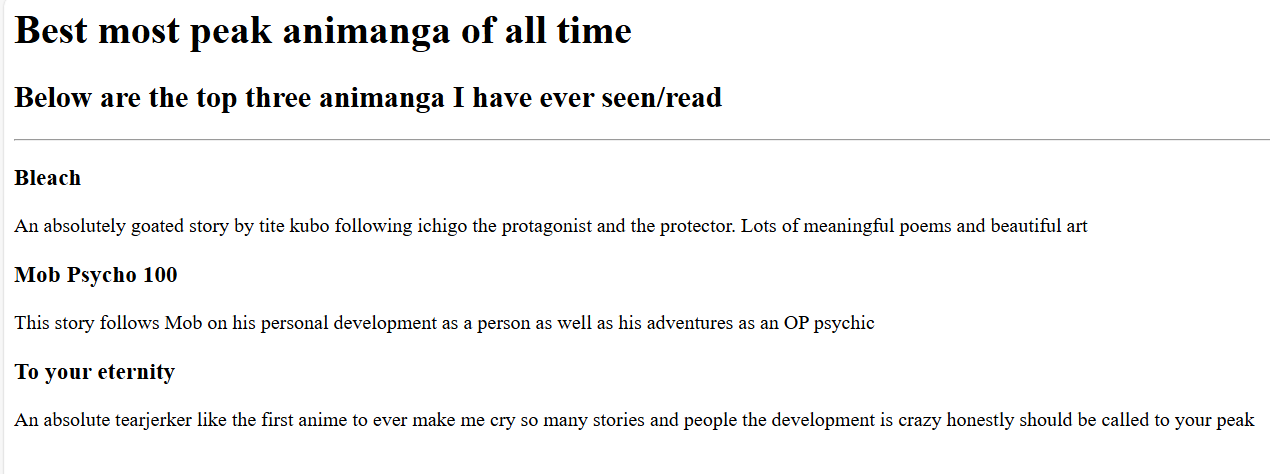 Best most peak animanga of all time
Below are the top three animanga I have ever seen/read
Bleach
An absolutely goated story by tite kubo following ichigo the protagonist and the protector. Lots of meaningful poems and beautiful art
Mob Psycho 100
This story follows Mob on his personal development as a person as well as his adventures as an OP psychic
To your eternity
An absolute tearjerker like the first anime to ever make me cry so many stories and people the development is crazy honestly should be called to your peak